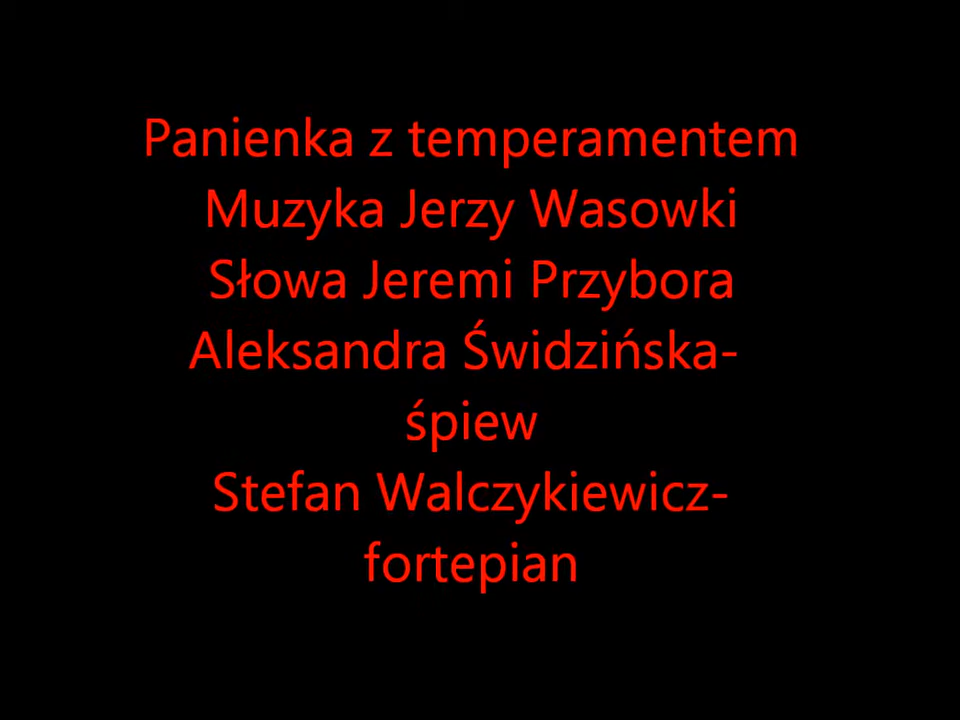 Panienka z temperamentem
Muzyka Jerzy Wasowki
Słowa Jeremi Przybora
Aleksandra Świdzińska-
śpiew
Stefan Walczykiewicz-
fortepian